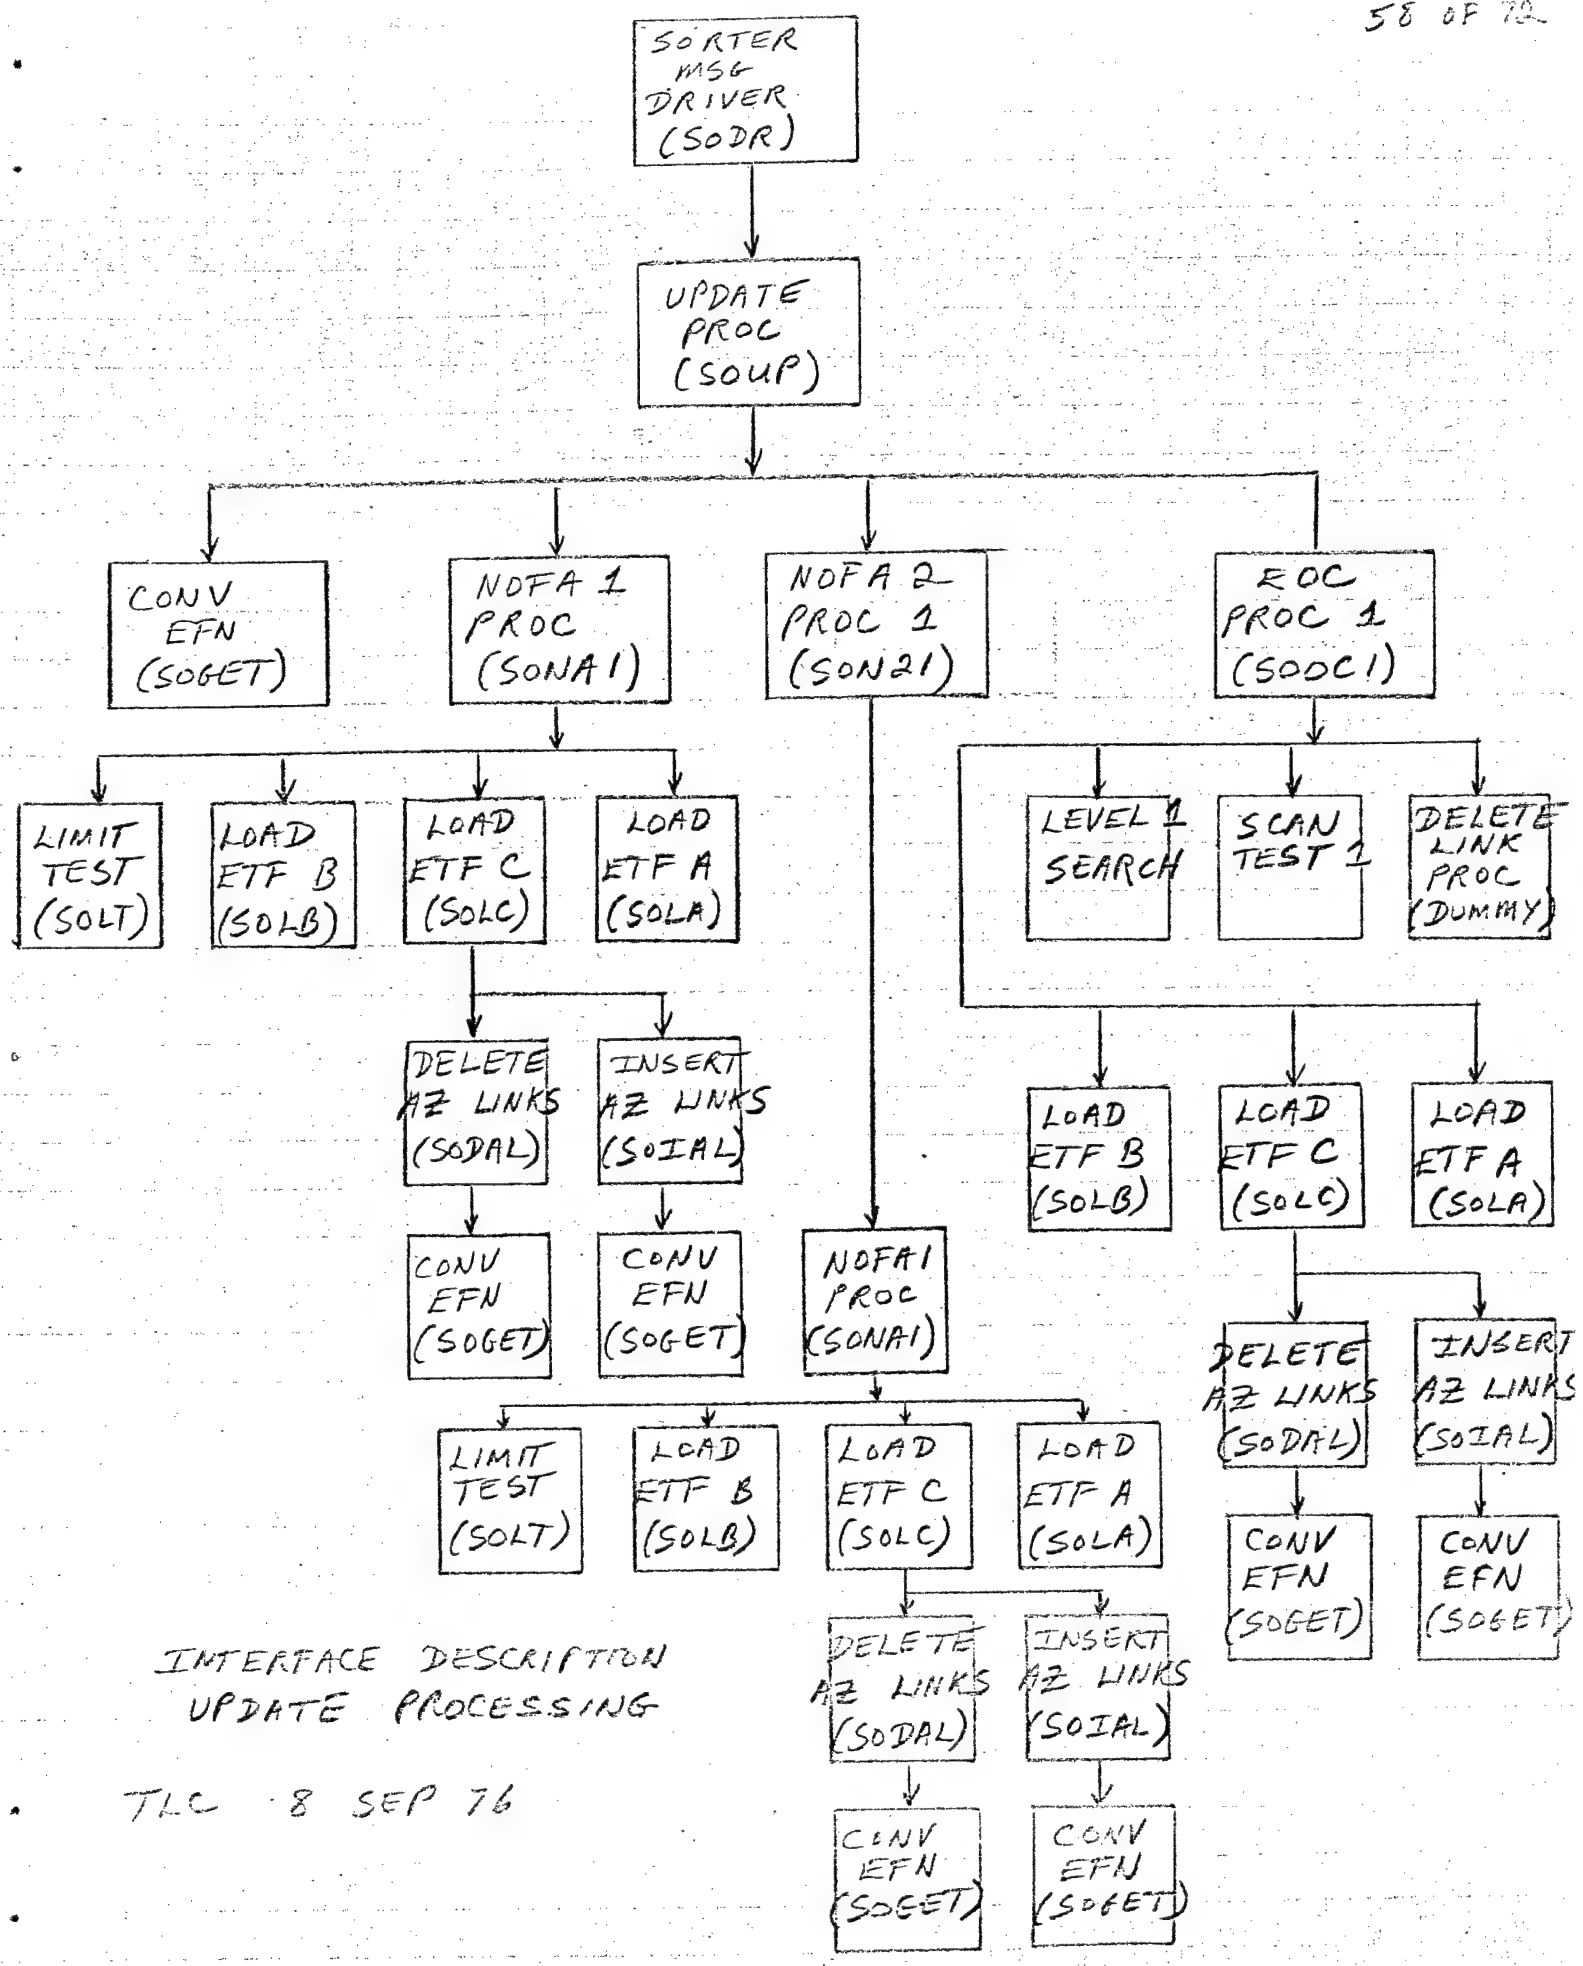 58 OF 72
SORTER
MSG
DRIVER
(SODR)
UPDATE
PROC
(SOUP)
CONV
EFN
(SOGET)
NOFA 1
PROC
(SONA1)
NOFA 2
PROC 1
(SON21)
EOC
PROC 1
(SOOC1)
LIMIT
TEST
(SOLT)
LOAD
ETF B
(SOLB)
LOAD
ETF C
(SOLC)
LOAD
ETF A
(SOLA)
LEVEL 1
SEARCH
SCAN
TEST 1
DELETE
LINK
PROC
(DUMMY)
DELETE
AZ LINKS
(SODAL)
INSERT
AZ LINKS
(SOIAL)
LOAD
ETF B
(SOLB)
LOAD
ETF C
(SOLC)
LOAD
ETF A
(SOLA)
CONV
EFN
(SOGET)
CONV
EFN
(SOGET)
NOFA1
PROC
(SONA1)
DELETE
AZ LINKS
(SODAL)
INSERT
AZ LINKS
(SOIAL)
LIMIT
TEST
(SOLT)
LOAD
ETF B
(SOLB)
LOAD
ETF C
(SOLC)
LOAD
ETF A
(SOLA)
CONV
EFN
(SOGET)
CONV
EFN
(SOGET)
DELETE
AZ LINKS
(SODAL)
INSERT
AZ LINKS
(SOIAL)
CONV
EFN
(SOGET)
CONV
EFN
(SOGET)
INTERFACE DESCRIPTION
UPDATE PROCESSING
TLC 8 SEP 76